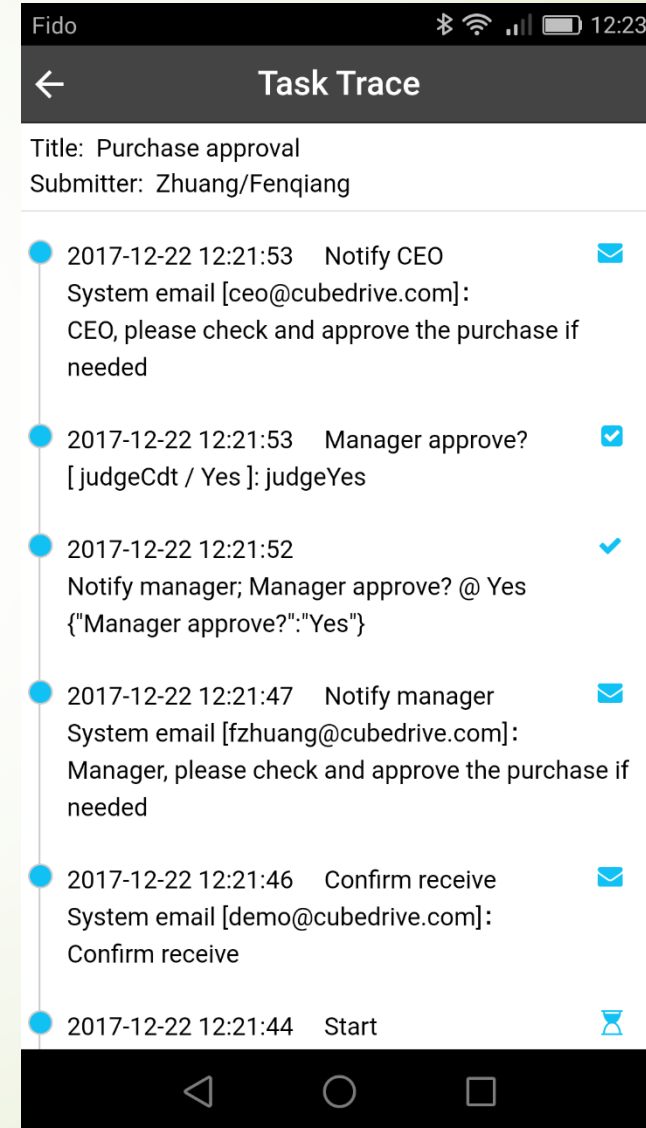 Fido 12:23
Task Trace
Title: Purchase approval
Submitter: Zhuang/Fenqiang
2017-12-22 12:21:53 Notify CEO
System email [ceo@cubedrive.com]:
CEO, please check and approve the purchase if
needed
2017-12-22 12:21:53 Manager approve?
[ judgeCdt / Yes ]: judgeYes
2017-12-22 12:21:52
Notify manager; Manager approve? @ Yes
{"Manager approve?":"Yes"}
2017-12-22 12:21:47 Notify manager
System email [fzhuang@cubedrive.com]:
Manager, please check and approve the purchase if
needed
2017-12-22 12:21:46 Confirm receive
System email [demo@cubedrive.com]:
Confirm receive
2017-12-22 12:21:44 Start